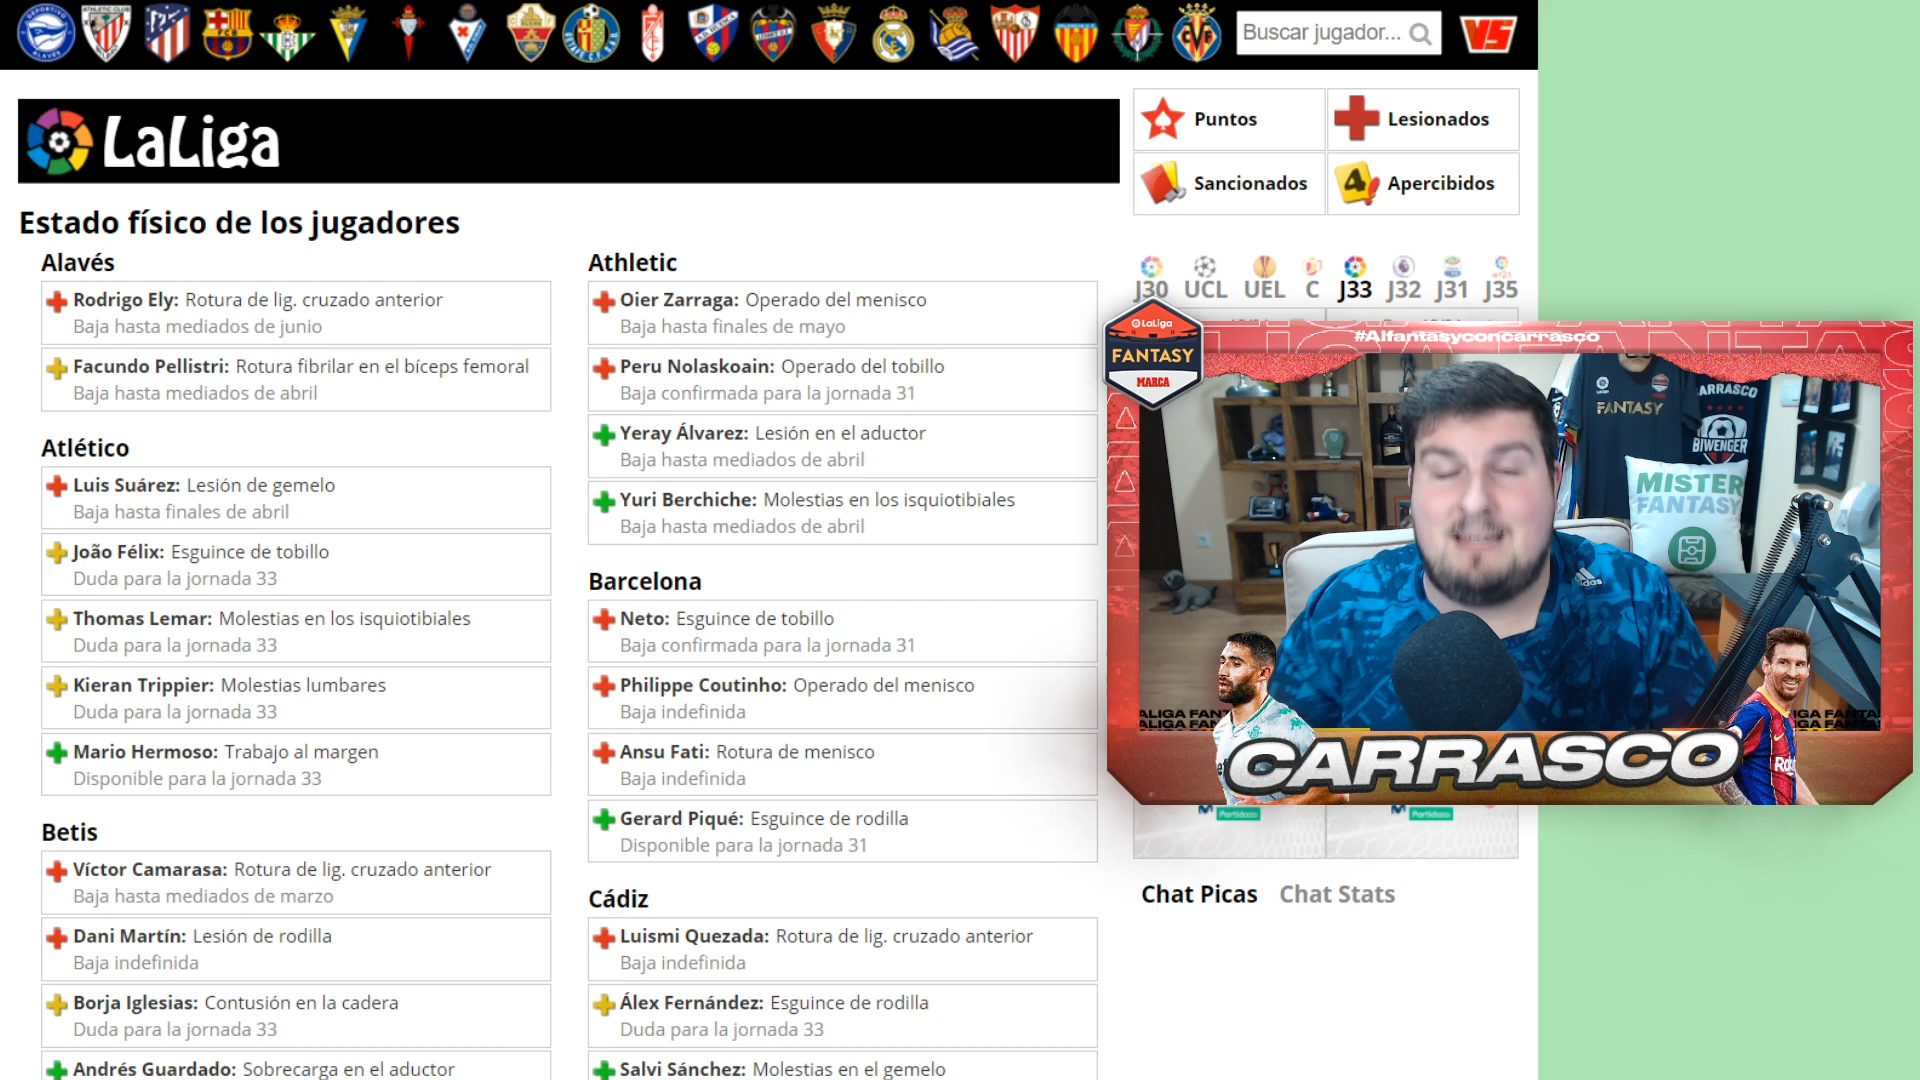 Buscar jugador...
VS
LaLiga
Puntos
Lesionados
Sancionados
4
Apercibidos
Estado físico de los jugadores
J30 UCL UEL C J33 J32 J31 J35
Alavés
Rodrigo Ely: Rotura de lig. cruzado anterior
Baja hasta mediados de junio
Facundo Pellistri: Rotura fibrilar en el bíceps femoral
Baja hasta mediados de abril
Atlético
Luis Suárez: Lesión de gemelo
Baja hasta finales de abril
João Félix: Esguince de tobillo
Duda para la jornada 33
Thomas Lemar: Molestias en los isquiotibiales
Duda para la jornada 33
Kieran Trippier: Molestias lumbares
Duda para la jornada 33
Mario Hermoso: Trabajo al margen
Disponible para la jornada 33
Betis
Víctor Camarasa: Rotura de lig. cruzado anterior
Baja hasta mediados de marzo
Dani Martín: Lesión de rodilla
Baja indefinida
Borja Iglesias: Contusión en la cadera
Duda para la jornada 33
Andrés Guardado: Sobrecarga en el aductor
Athletic
Oier Zarraga: Operado del menisco
Baja hasta finales de mayo
Peru Nolaskoain: Operado del tobillo
Baja confirmada para la jornada 31
Yeray Álvarez: Lesión en el aductor
Baja hasta mediados de abril
Yuri Berchiche: Molestias en los isquiotibiales
Baja hasta mediados de abril
Barcelona
Neto: Esguince de tobillo
Baja confirmada para la jornada 31
Philippe Coutinho: Operado del menisco
Baja indefinida
Ansu Fati: Rotura de menisco
Baja indefinida
Gerard Piqué: Esguince de rodilla
Disponible para la jornada 31
Cádiz
Luismi Quezada: Rotura de lig. cruzado anterior
Baja indefinida
Álex Fernández: Esguince de rodilla
Duda para la jornada 33
Salvi Sánchez: Molestias en el gemelo
#Alfantasyconcarrasco
LaLiga
FANTASY
MARCA
FANTASY
CARRASCO
BIWENGER
MISTER
FANTASY
adidas
CARRASCO
Partidazo
Partidazo
Chat Picas Chat Stats